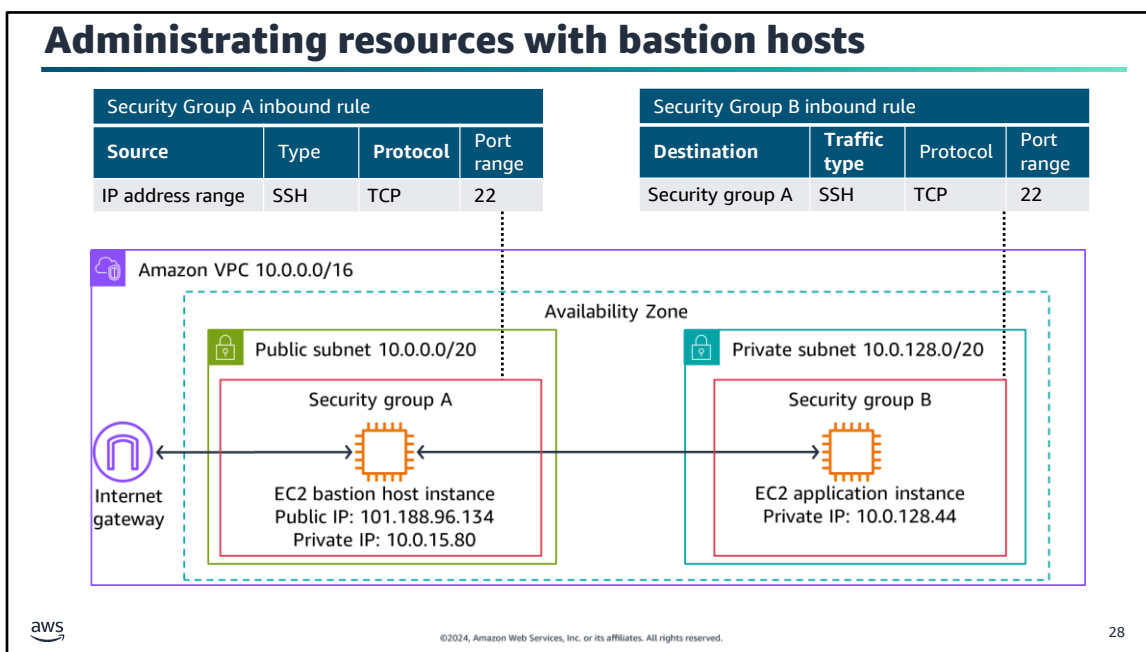 Administrating resources with bastion hosts
Security Group A inbound rule
Source Type Protocol Port range
IP address range SSH TCP 22
Security Group B inbound rule
Destination Traffic type Protocol Port range
Security group A SSH TCP 22
Amazon VPC 10.0.0.0/16
Availability Zone
Public subnet 10.0.0.0/20
Private subnet 10.0.128.0/20
Security group A
Security group B
Internet
gateway
EC2 bastion host instance
Public IP: 101.188.96.134
Private IP: 10.0.15.80
EC2 application instance
Private IP: 10.0.128.44
aws
©2024, Amazon Web Services, Inc. or its affiliates. All rights reserved.
28